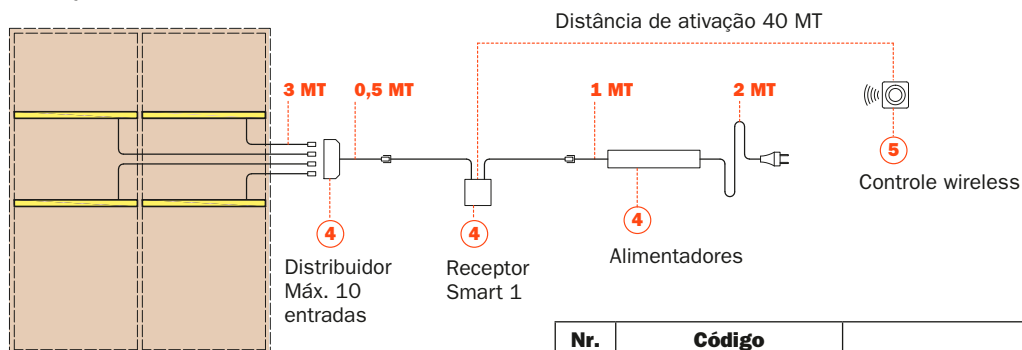 Distância de ativação 40 MT
3 MT
0,5 MT
1 MT
2 MT
5
Controle wireless
4
Distribuidor
Máx. 10
entradas
4
Receptor
Smart 1
4
Alimentadores
Nr.
Código